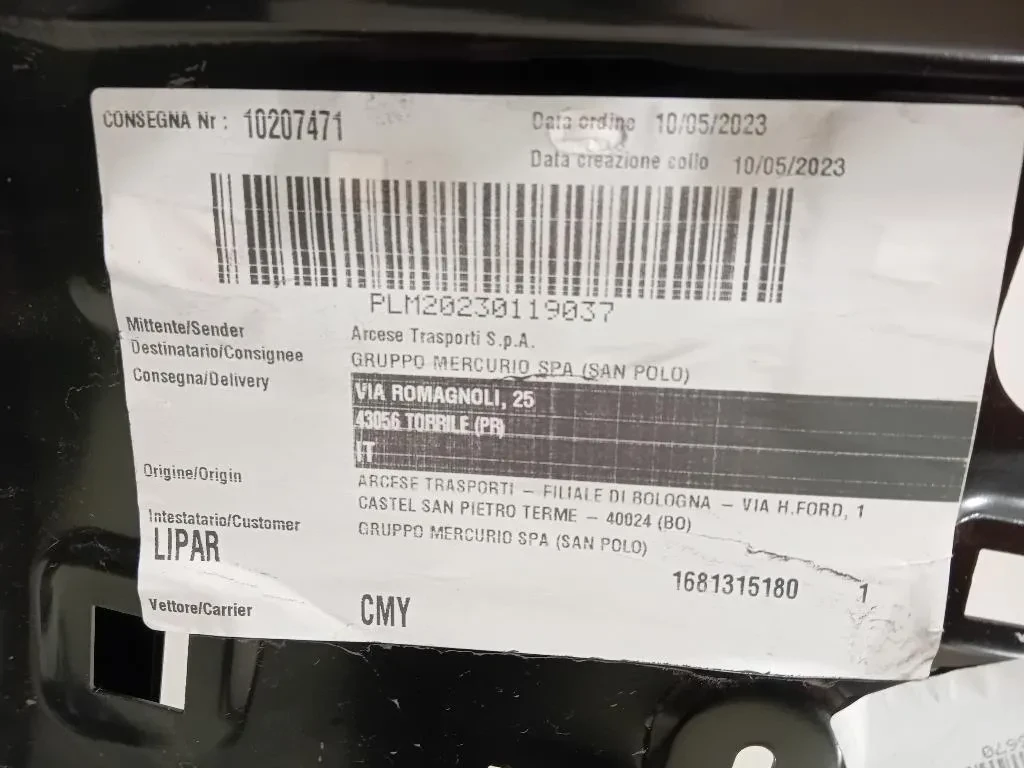 CONSEGNA Nr : 10207471
Data ordine 10/05/2023
Data creazione collo 10/05/2023
PLM20230119037
Mittente/Sender Arcese Trasporti S.p.A.
Destinatario/Consignee GRUPPO MERCURIO SPA (SAN POLO)
Consegna/Delivery VIA ROMAGNOLI, 25
43056 TORRILE (PR)
IT
Origine/Origin ARCESE TRASPORTI - FILIALE DI BOLOGNA - VIA H.FORD, 1
CASTEL SAN PIETRO TERME - 40024 (BO)
Intestatario/Customer GRUPPO MERCURIO SPA (SAN POLO)
LIPAR
1681315180 1
Vettore/Carrier CMY